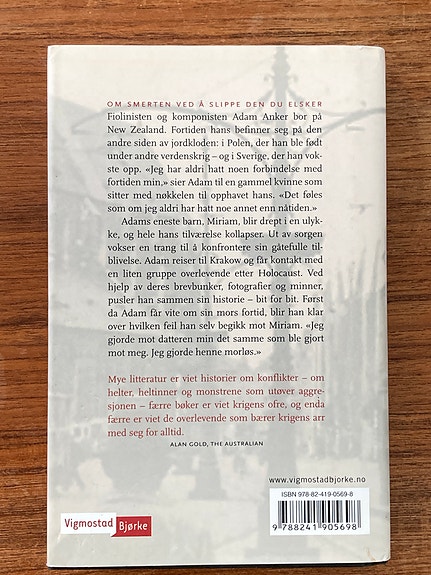 OM SMERTEN VED Å SLIPPE DEN DU ELSKER
Fiolinisten og komponisten Adam Anker bor på
New Zealand. Fortiden hans befinner seg på den
andre siden av jordkloden: i Polen, der han ble født
under andre verdenskrig – og i Sverige, der han vok-
ste opp. «Jeg har aldri hatt noen forbindelse med
fortiden min,» sier Adam til en gammel kvinne som
sitter med nøkkelen til opphavet hans. «Det føles
som om jeg aldri har hatt noe annet enn nåtiden.»
Adams eneste barn, Miriam, blir drept i en ulyk-
ke, og hele hans tilværelse kollapser. Ut av sorgen
vokser en trang til å konfrontere sin gåtefulle til-
blivelse. Adam reiser til Krakow og får kontakt med
en liten gruppe overlevende etter Holocaust. Ved
hjelp av deres brevbunker, fotografier og minner,
pusler han sammen sin historie – bit for bit. Først
da Adam får vite om sin mors fortid, blir han klar
over hvilken feil han selv begikk mot Miriam. «Jeg
gjorde mot datteren min det samme som ble gjort
mot meg. Jeg gjorde henne morløs.»
Mye litteratur er viet historier om konflikter – om
helter, heltinner og monstrene som utøver aggre-
sjonen – færre bøker er viet krigens ofre, og enda
færre er viet de overlevende som bærer krigens arr
med seg for alltid.
ALAN GOLD, THE AUSTRALIAN
www.vigmostadbjorke.no
ISBN 978-82-419-0569-8
9 788241 905698
Vigmostad
Bjørke